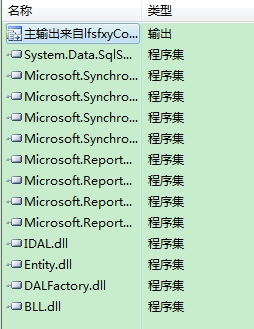 名称 类型
主输出来自lfsfxyCo... 输出
System.Data.SqlS... 程序集
Microsoft.Synchro... 程序集
Microsoft.Synchro... 程序集
Microsoft.Synchro... 程序集
Microsoft.Synchro... 程序集
Microsoft.Report... 程序集
Microsoft.Report... 程序集
Microsoft.Report... 程序集
Microsoft.Report... 程序集
IDAL.dll 程序集
Entity.dll 程序集
DALFactory.dll 程序集
BLL.dll 程序集